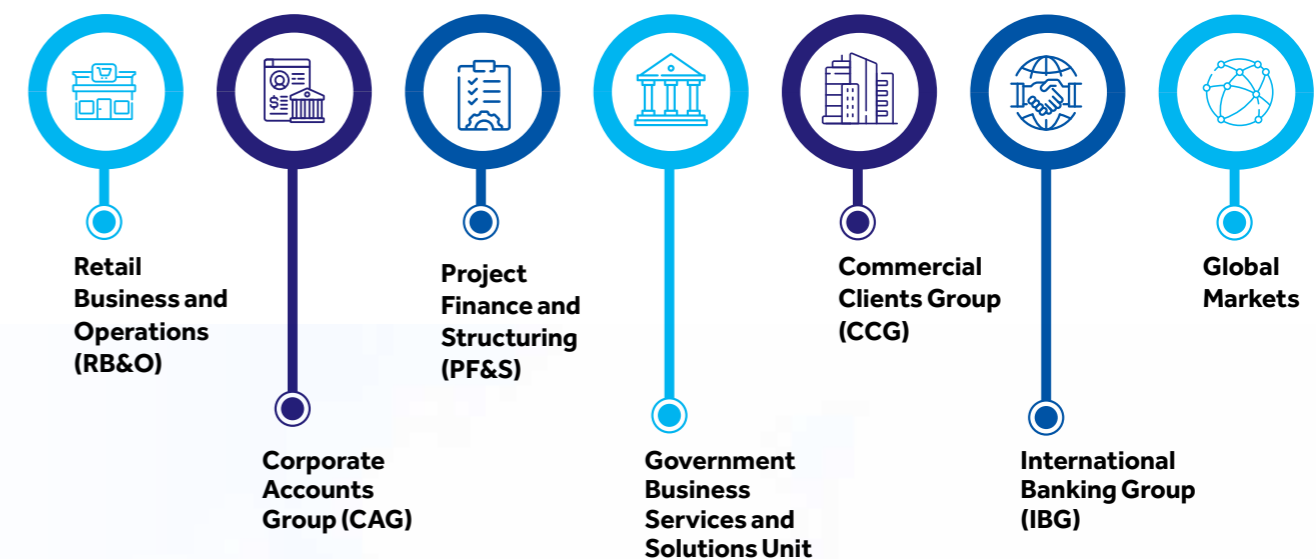 Retail
Business and
Operations
(RB&O)
Corporate
Accounts
Group (CAG)
Project
Finance and
Structuring
(PF&S)
Government
Business
Services and
Solutions Unit
Commercial
Clients Group
(CCG)
International
Banking Group
(IBG)
Global
Markets